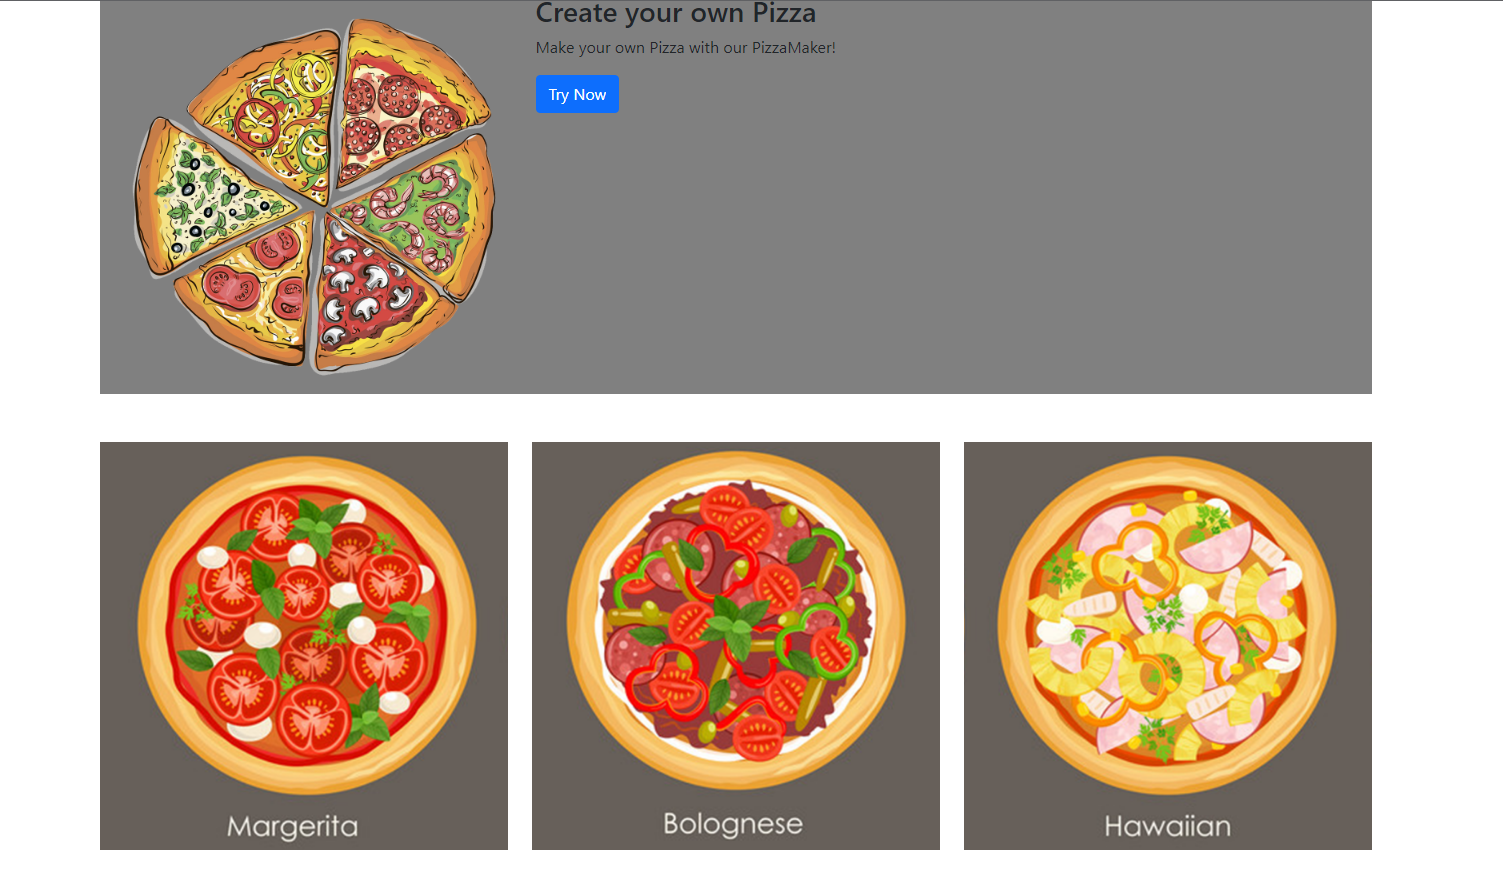 Create your own Pizza
Make your own Pizza with our PizzaMaker!
Try Now
Margerita
Bolognese
Hawaiian